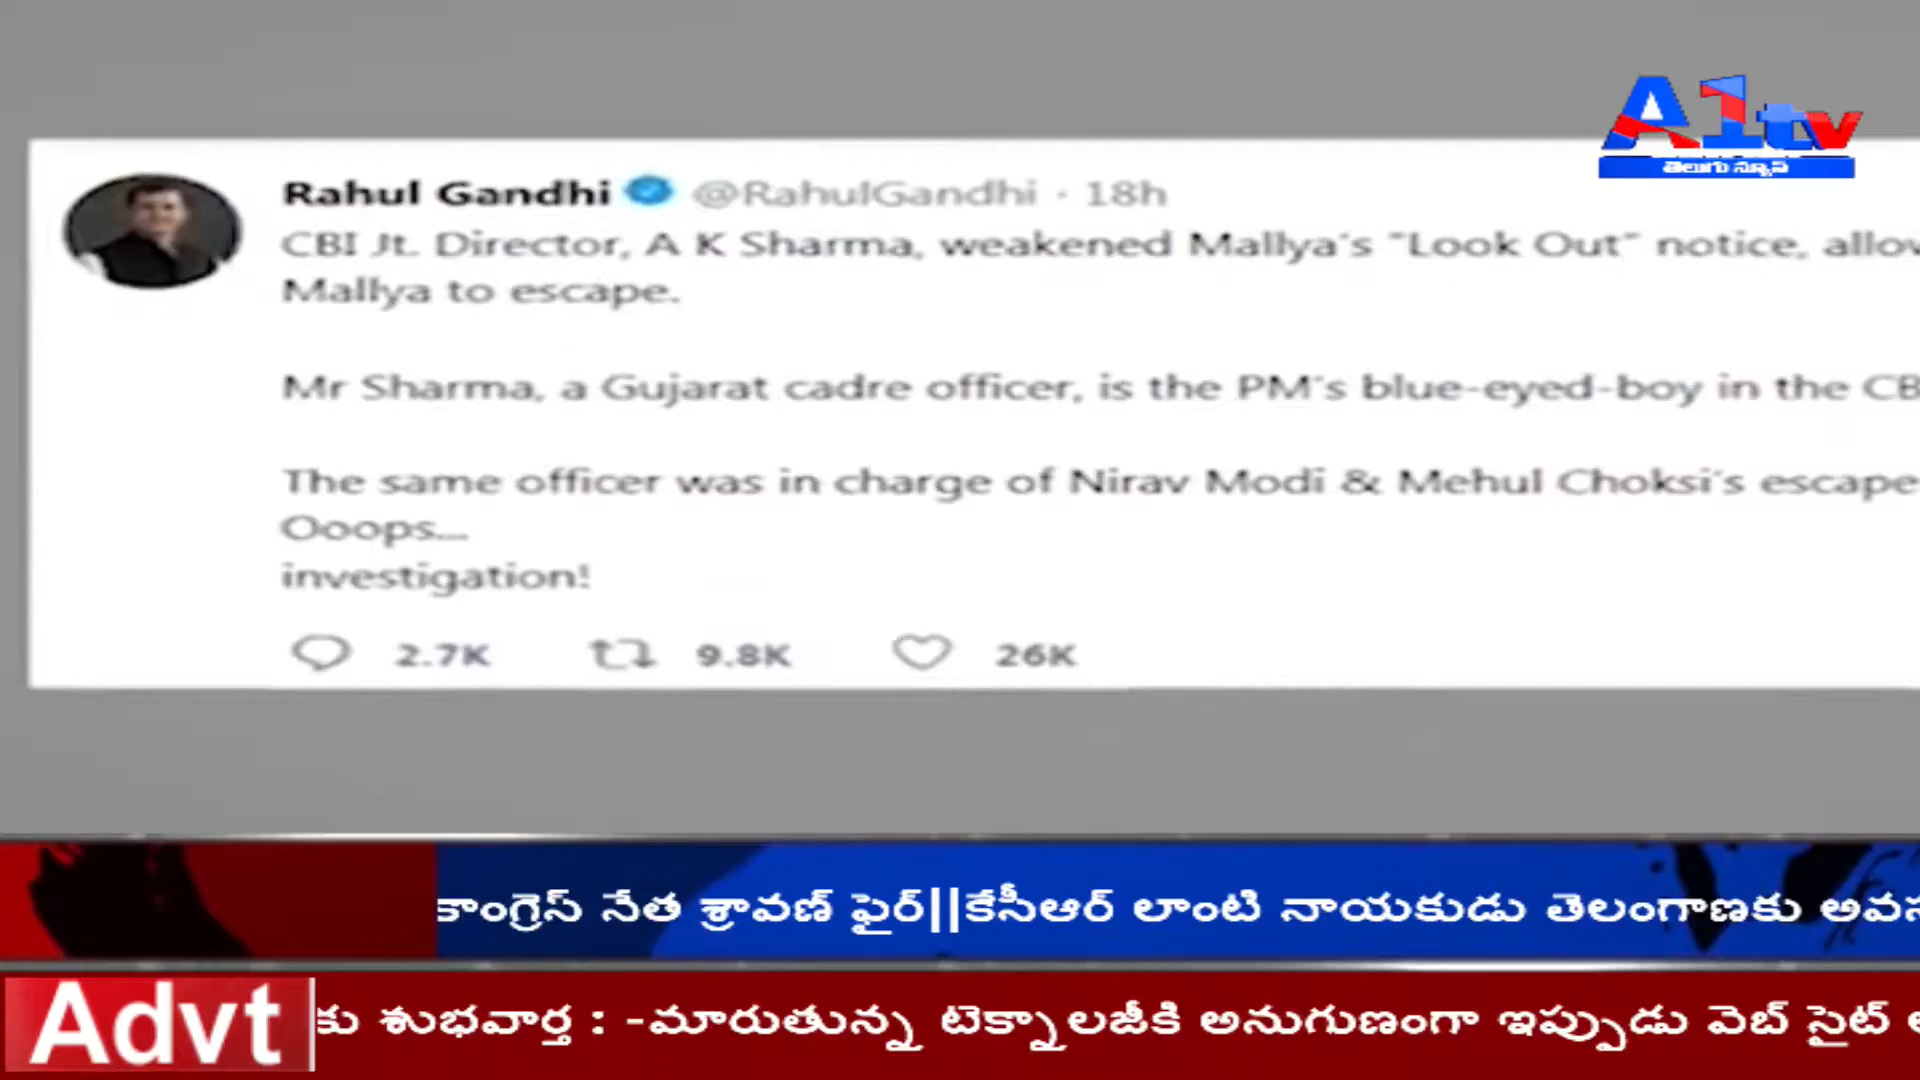 A1tv
తెలుగు న్యూస్
Rahul Gandhi @RahulGandhi · 18h
CBI Jt. Director, A K Sharma, weakened Mallya's "Look Out" notice,
Mallya to escape.
Mr Sharma, a Gujarat cadre officer, is the PM's blue-eyed-boy in the
The same officer was in charge of Nirav Modi & Mehul Choksi's escape
Ooops...
investigation!
2.7K 9.8K 26K
కాంగ్రెస్ నేత శ్రావణ్ ఫైర్||కేసీఆర్ లాంటి నాయకుడు తెలంగాణకు
Advt కు శుభవార్త : -మారుతున్న టెక్నాలజీకి అనుగుణంగా ఇప్పుడు వెబ్ సైట్